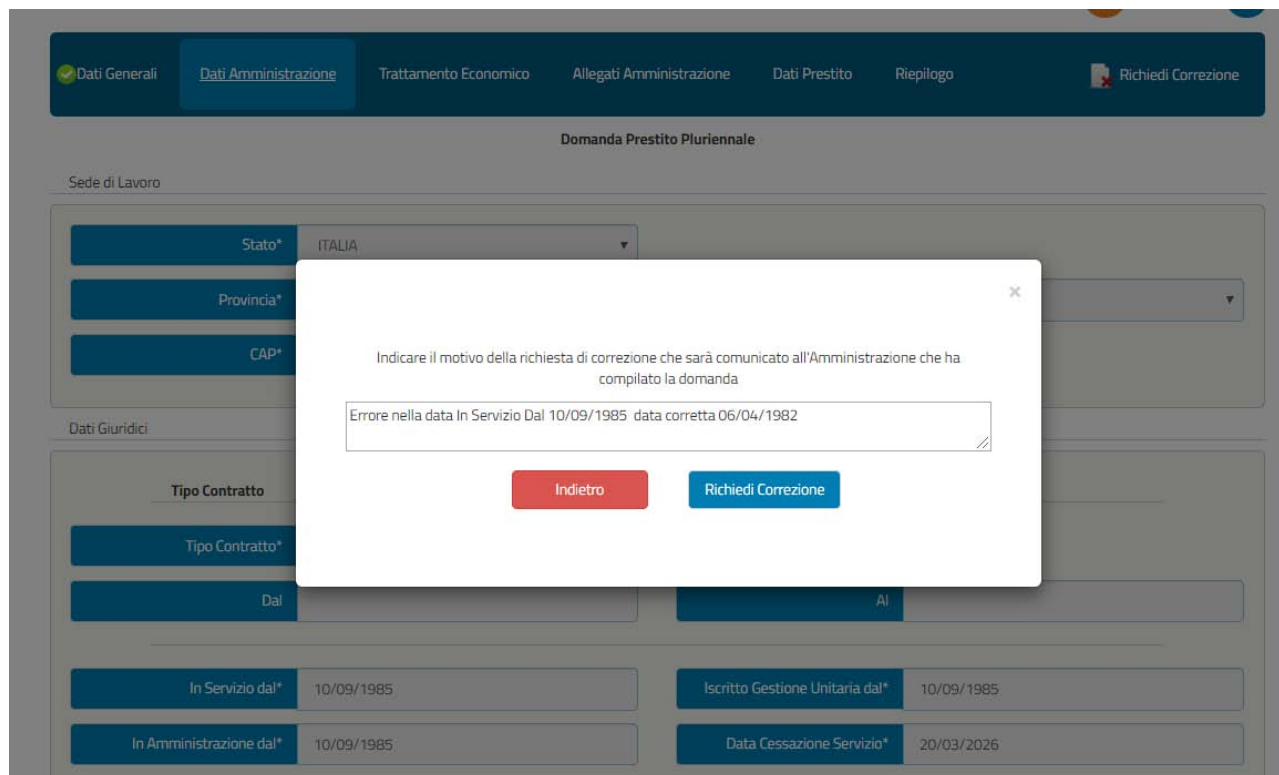 Dati Generali Dati Amministrazione Trattamento Economico Allegati Amministrazione Dati Prestito Riepilogo Richiedi Correzione
Domanda Prestito Pluriennale
Sede di Lavoro
Stato* ITALIA
Provincia*
CAP*
×
Indicare il motivo della richiesta di correzione che sarà comunicato all'Amministrazione che ha
compilato la domanda
Errore nella data In Servizio Dal 10/09/1985 data corretta 06/04/1982
Indietro Richiedi Correzione
Dati Giuridici
Tipo Contratto
Tipo Contratto*
Dal Al
In Servizio dal* 10/09/1985 Iscritto Gestione Unitaria dal* 10/09/1985
In Amministrazione dal* 10/09/1985 Data Cessazione Servizio* 20/03/2026